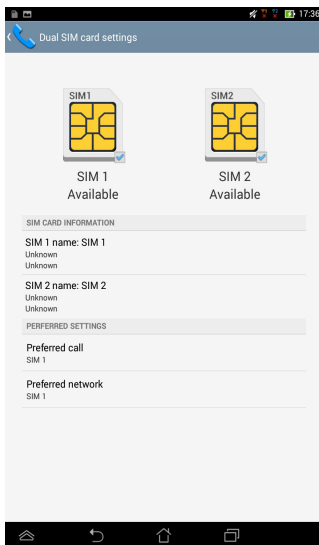 17:36
Dual SIM card settings
SIM1
SIM2
SIM 1
Available
SIM 2
Available
SIM CARD INFORMATION
SIM 1 name: SIM 1
Unknown
Unknown
SIM 2 name: SIM 2
Unknown
Unknown
PERFERRED SETTINGS
Preferred call
SIM 1
Preferred network
SIM 1